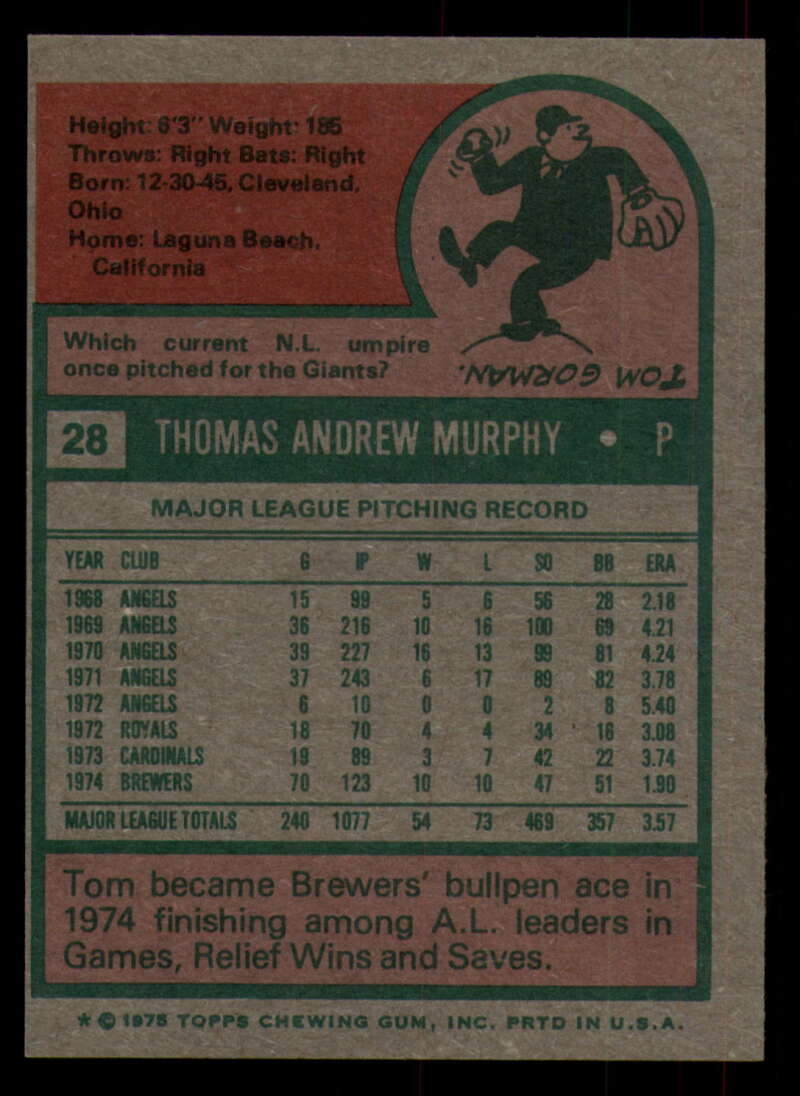 Height: 6'3" Weight: 185
Throws: Right Bats: Right
Born: 12-30-45, Cleveland,
Ohio
Home: Laguna Beach,
California
Which current N.L. umpire
once pitched for the Giants?
TOM GORMAN.
28 THOMAS ANDREW MURPHY • P
MAJOR LEAGUE PITCHING RECORD
YEAR CLUB G IP W L SO BB ERA
1968 ANGELS 15 99 5 6 56 28 2.18
1969 ANGELS 36 216 10 16 100 69 4.21
1970 ANGELS 39 227 16 13 99 81 4.24
1971 ANGELS 37 243 6 17 89 82 3.78
1972 ANGELS 6 10 0 0 2 8 5.40
1972 ROYALS 18 70 4 4 34 16 3.08
1973 CARDINALS 19 89 3 7 42 22 3.74
1974 BREWERS 70 123 10 10 47 51 1.90
MAJOR LEAGUE TOTALS 240 1077 54 73 469 357 3.57
Tom became Brewers' bullpen ace in
1974 finishing among A.L. leaders in
Games, Relief Wins and Saves.
* © 1975 TOPPS CHEWING GUM, INC. PRTD IN U.S.A.